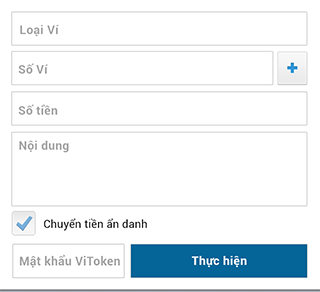 Loại Ví
Số Ví
Số tiền
Nội dung
Chuyển tiền ẩn danh
Mật khẩu ViToken
Thực hiện